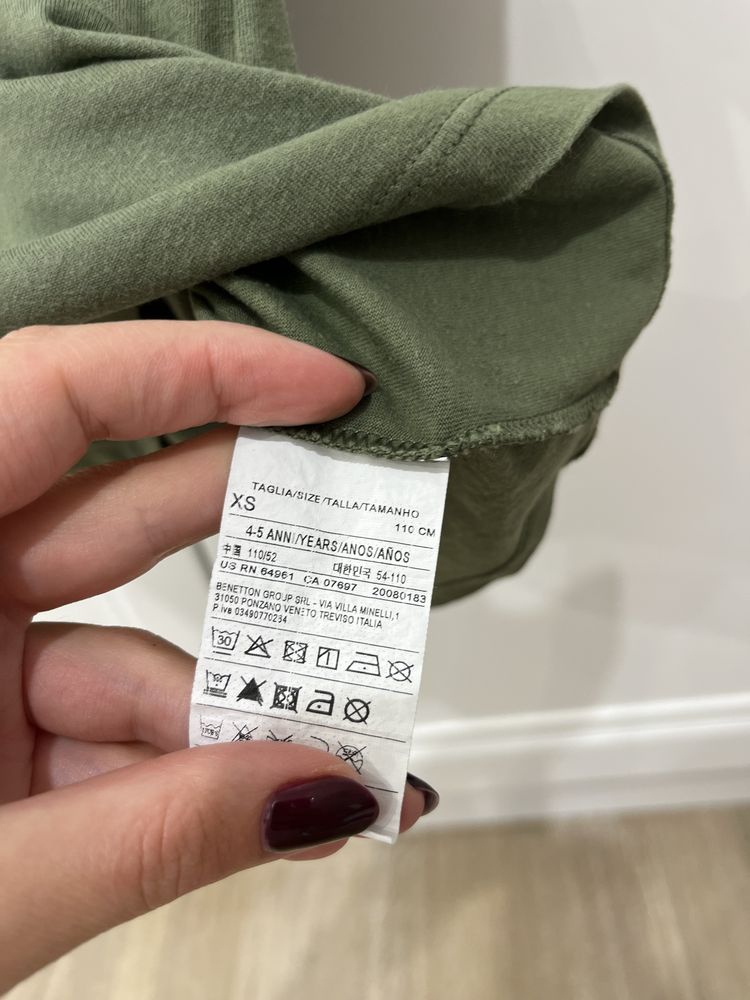 TAGLIA/SIZE/TALLA/TAMANHO
XS 110 CM
4-5 ANNI/YEARS/ANOS/AÑOS
中国 110/52 대한민국 54-110
US RN 64961 CA 07697 20080183
BENETTON GROUP SRL - VIA VILLA MINELLI,1
31050 PONZANO VENETO TREVISO ITALIA
P.iva 03490770264
30